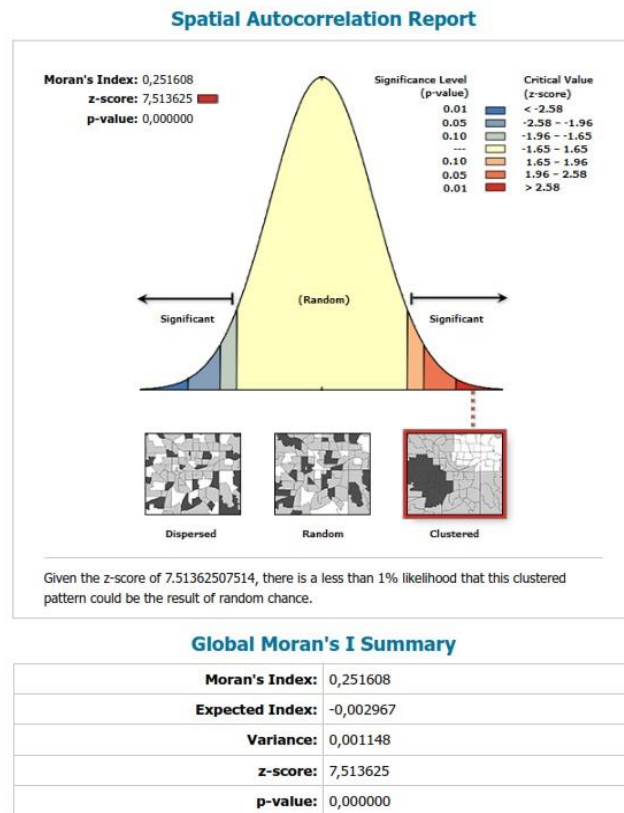 Spatial Autocorrelation Report
Moran's Index: 0,251608
z-score: 7,513625
p-value: 0,000000
Significance Level (p-value)
Critical Value (z-score)
0.01 < -2.58
0.05 -2.58 – -1.96
0.10 -1.96 – -1.65
--- -1.65 – 1.65
0.10 1.65 – 1.96
0.05 1.96 – 2.58
0.01 > 2.58
Significant
(Random)
Significant
Dispersed
Random
Clustered
Given the z-score of 7.51362507514, there is a less than 1% likelihood that this clustered
pattern could be the result of random chance.
Global Moran's I Summary
Moran's Index: 0,251608
Expected Index: -0,002967
Variance: 0,001148
z-score: 7,513625
p-value: 0,000000